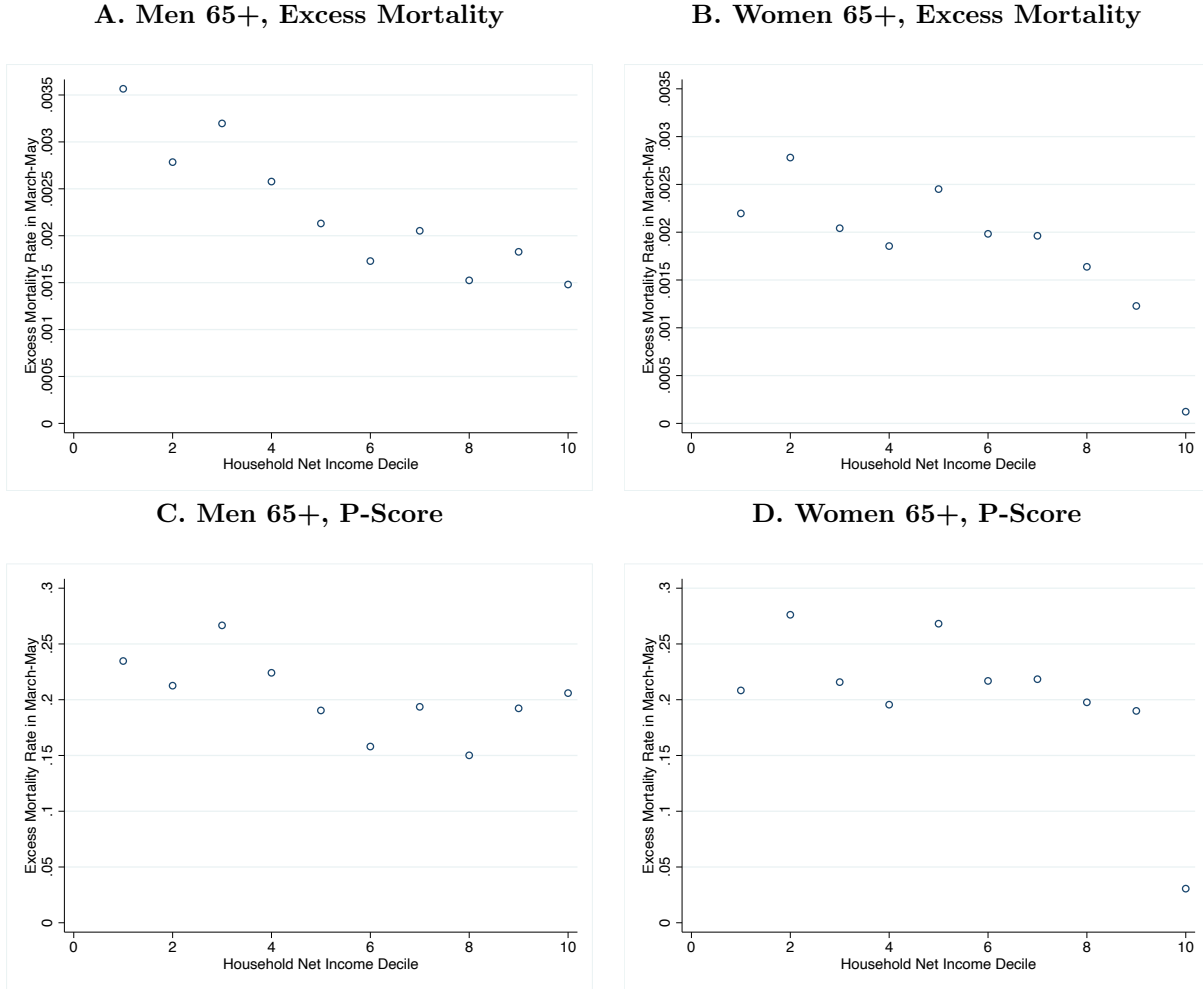 A. Men 65+, Excess Mortality
Excess Mortality Rate in March-May
0 .0005 .001 .0015 .002 .0025 .003 .0035
0 2 4 6 8 10
Household Net Income Decile
B. Women 65+, Excess Mortality
Excess Mortality Rate in March-May
0 .0005 .001 .0015 .002 .0025 .003 .0035
0 2 4 6 8 10
Household Net Income Decile
C. Men 65+, P-Score
Excess Mortality Rate in March-May
0 .05 .1 .15 .2 .25 .3
0 2 4 6 8 10
Household Net Income Decile
D. Women 65+, P-Score
Excess Mortality Rate in March-May
0 .05 .1 .15 .2 .25 .3
0 2 4 6 8 10
Household Net Income Decile